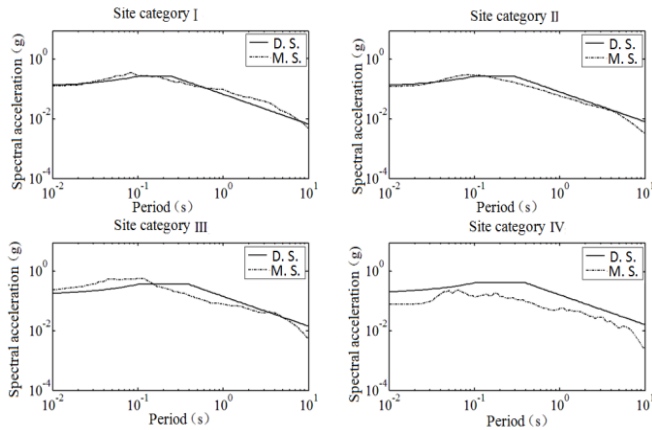 Site category I
Spectral acceleration（g）
10^0
10^-2
10^-4
D. S.
M. S.
10^-2 10^-1 10^0 10^1
Period（s）
Site category II
Spectral acceleration（g）
10^0
10^-2
10^-4
D. S.
M. S.
10^-2 10^-1 10^0 10^1
Period（s）
Site category III
Spectral acceleration（g）
10^0
10^-2
10^-4
D. S.
M. S.
10^-2 10^-1 10^0 10^1
Period（s）
Site category IV
Spectral acceleration（g）
10^0
10^-2
10^-4
D. S.
M. S.
10^-2 10^-1 10^0 10^1
Period（s）